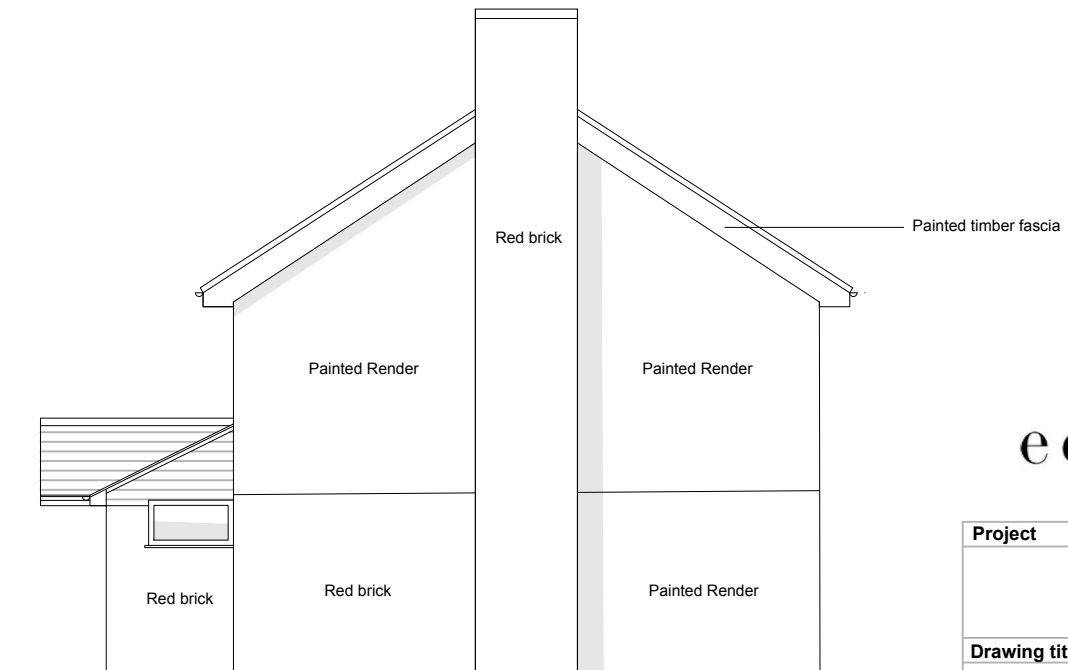 Red brick
Painted timber fascia
Painted Render
Painted Render
Project
Red brick
Painted Render
Red brick